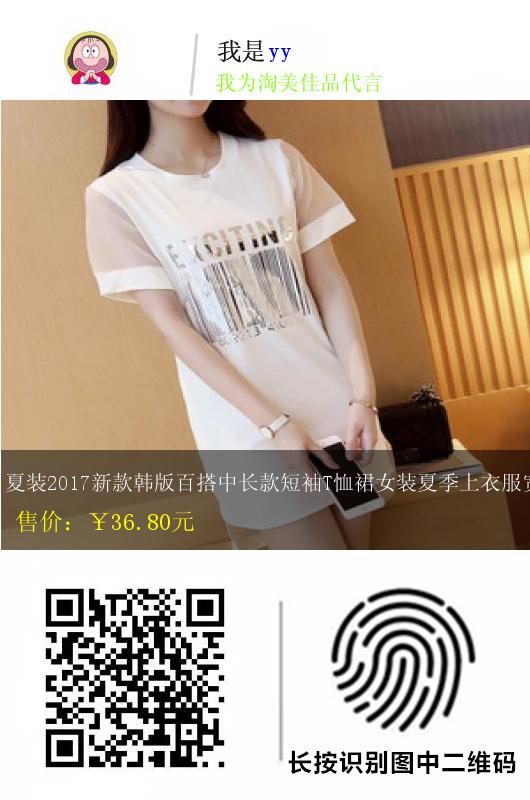 我是yy
我为淘美佳品代言
EXCITING
夏装2017新款韩版百搭中长款短袖T恤裙女装夏季上衣服
售价：￥36.80元
长按识别图中二维码